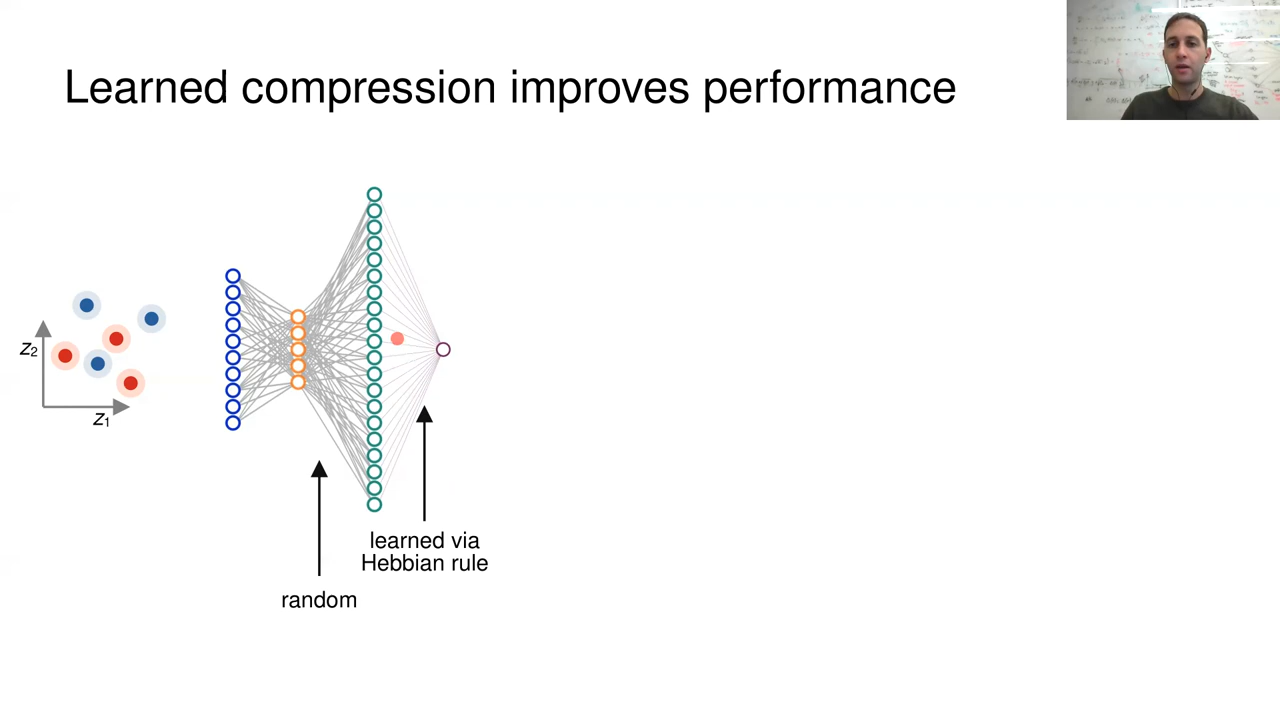 Learned compression improves performance
z2
z1
learned via
Hebbian rule
random